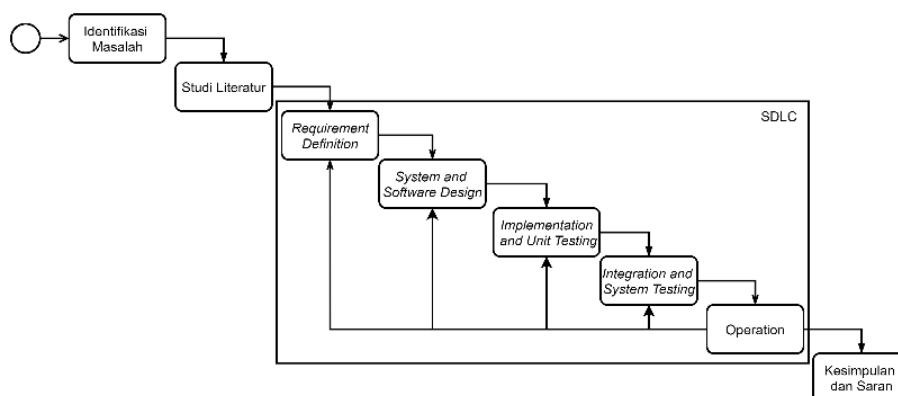 Identifikasi
Masalah
Studi Literatur
SDLC
Requirement
Definition
System and
Software Design
Implementation
and Unit Testing
Integration and
System Testing
Operation
Kesimpulan
dan Saran